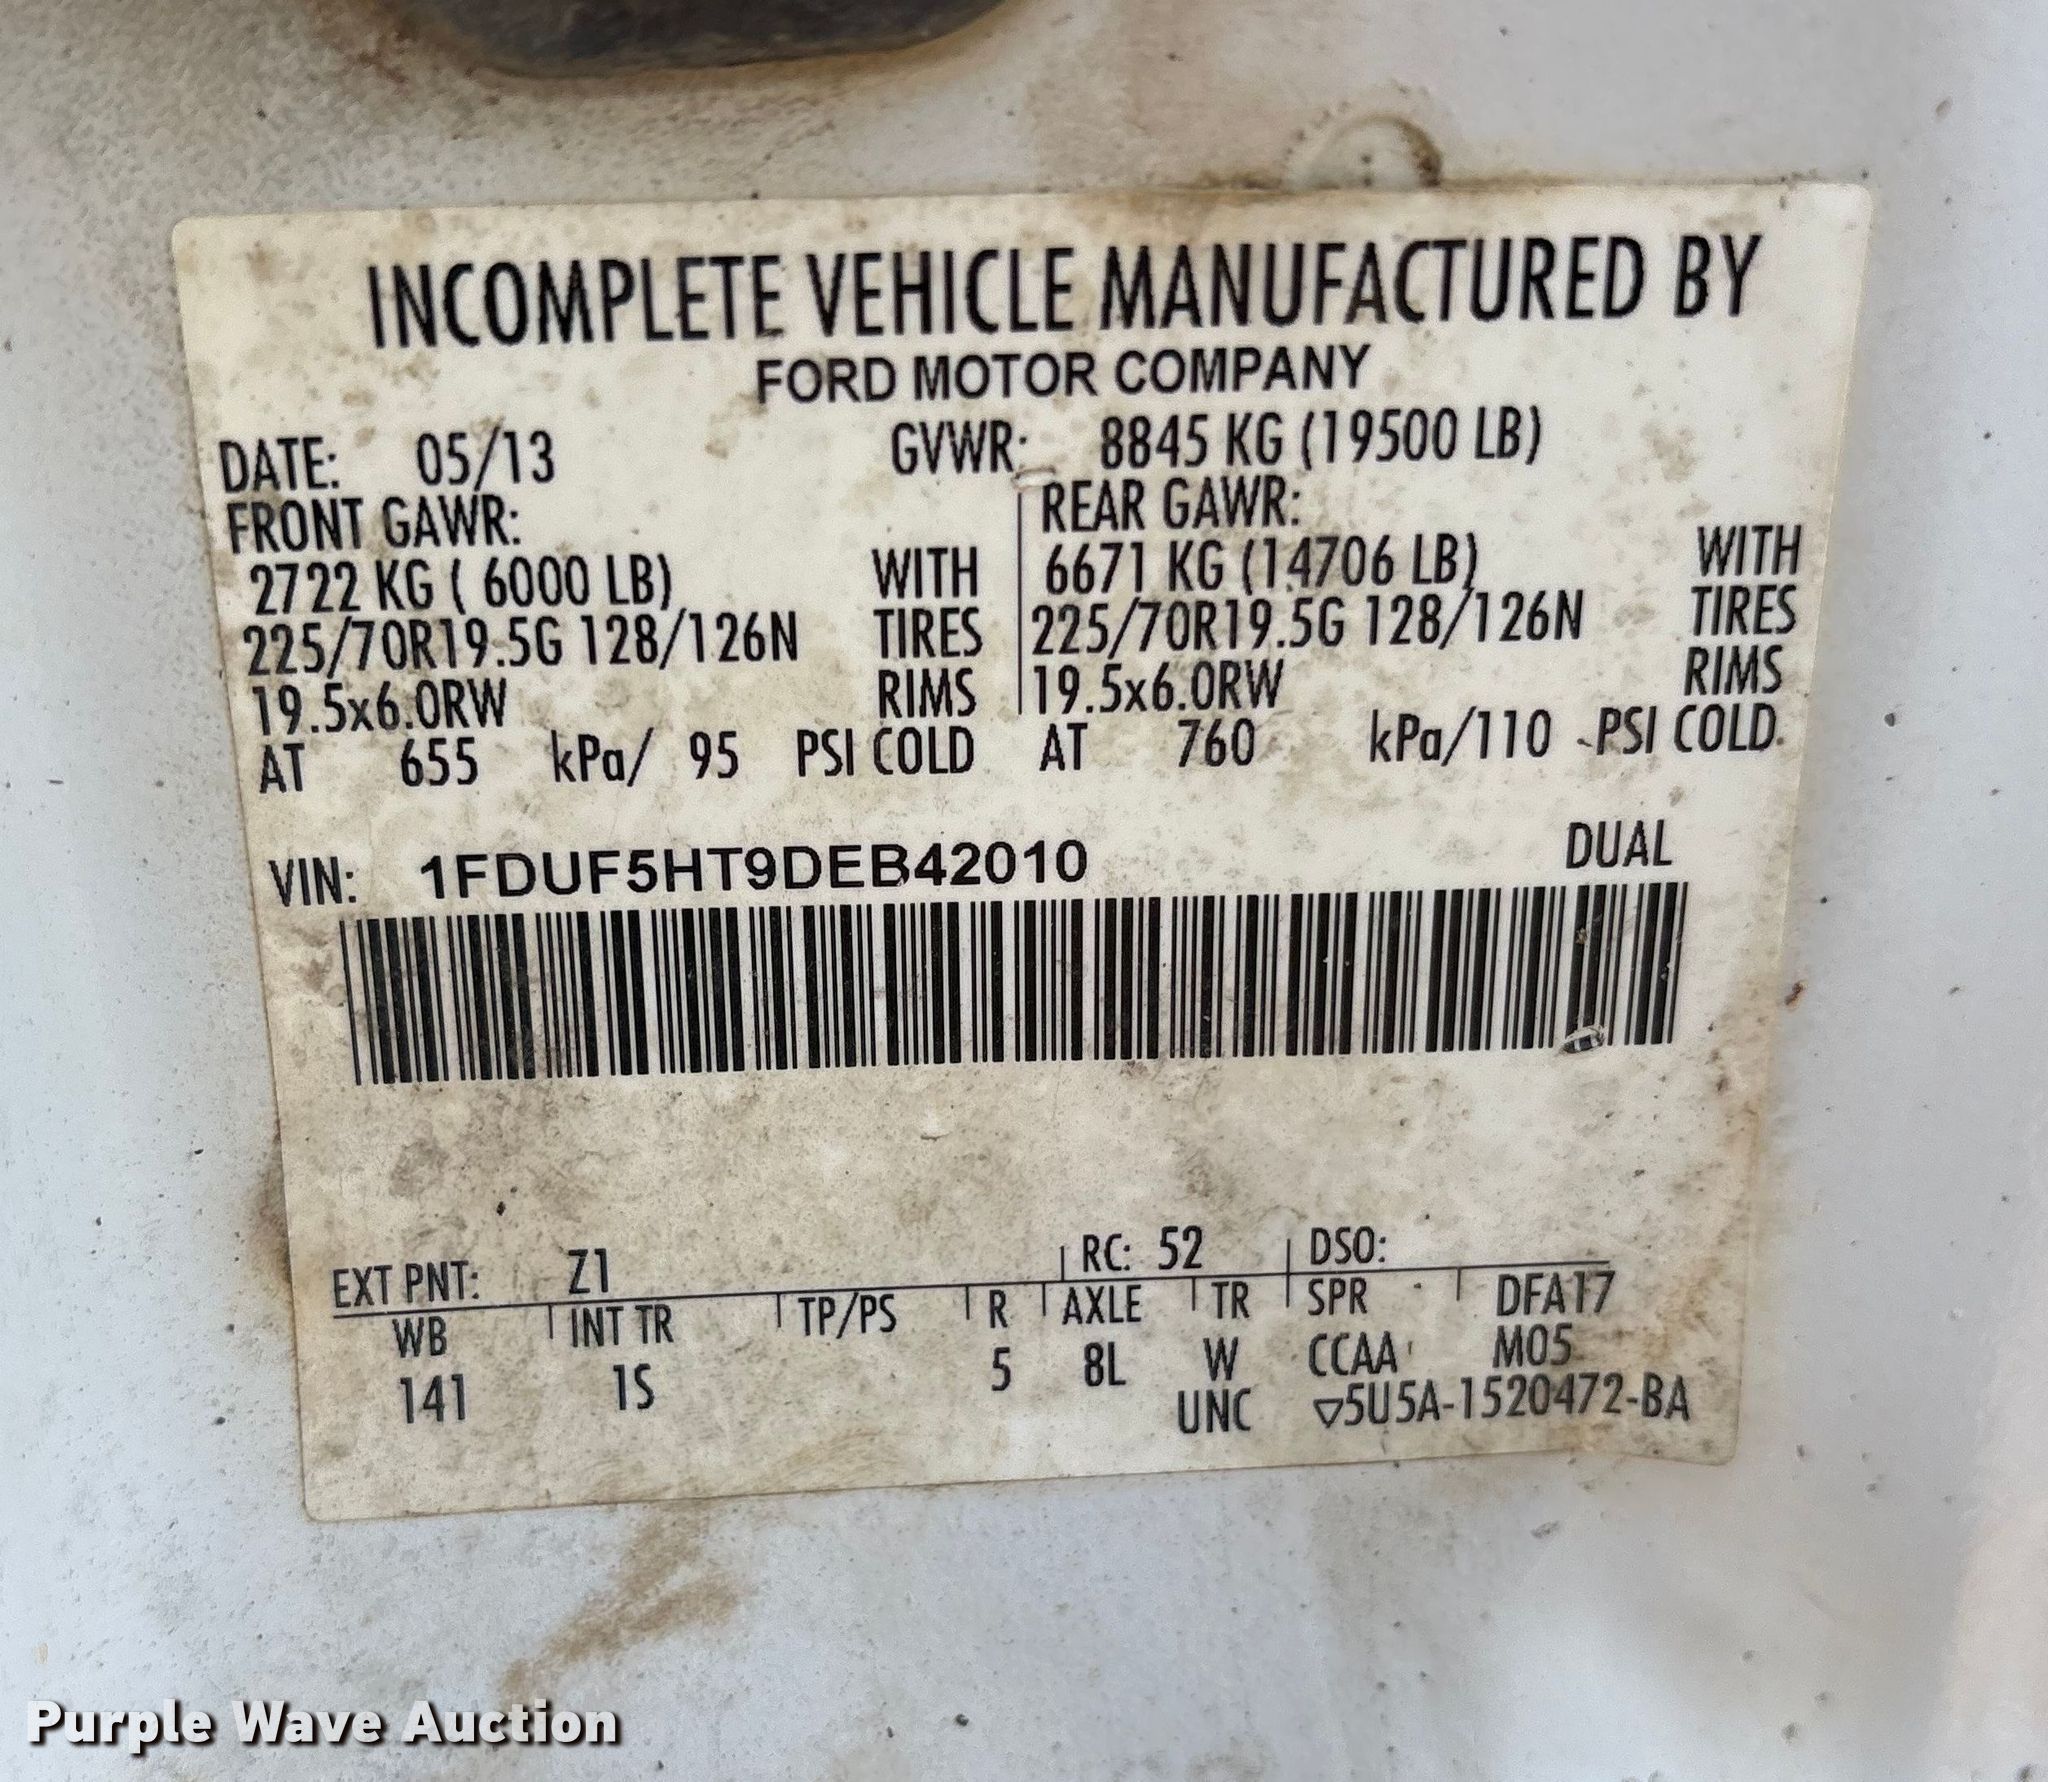 INCOMPLETE VEHICLE MANUFACTURED BY
FORD MOTOR COMPANY
DATE: 05/13 GVWR: 8845 KG (19500 LB)
FRONT GAWR: REAR GAWR:
2722 KG ( 6000 LB) WITH 6671 KG (14706 LB) WITH
225/70R19.5G 128/126N TIRES 225/70R19.5G 128/126N TIRES
19.5x6.0RW RIMS 19.5x6.0RW RIMS
AT 655 kPa/ 95 PSI COLD AT 760 kPa/110 PSI COLD
VIN: 1FDUF5HT9DEB42010 DUAL
EXT PNT: Z1 RC: 52 DSO:
WB INT TR TP/PS R AXLE TR SPR DFA17
141 1S 5 8L W CCAA M05
UNC ▽5U5A-1520472-BA
Purple Wave Auction